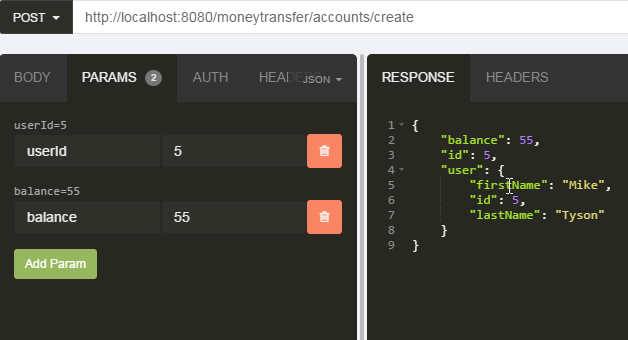 POST http://localhost:8080/moneytransfer/accounts/create
BODY PARAMS 2 AUTH HEADERS JSON
userId=5
userId 5
balance=55
balance 55
Add Param
RESPONSE HEADERS
1 {
2 "balance": 55,
3 "id": 5,
4 "user": {
5 "firstName": "Mike",
6 "id": 5,
7 "lastName": "Tyson"
8 }
9 }